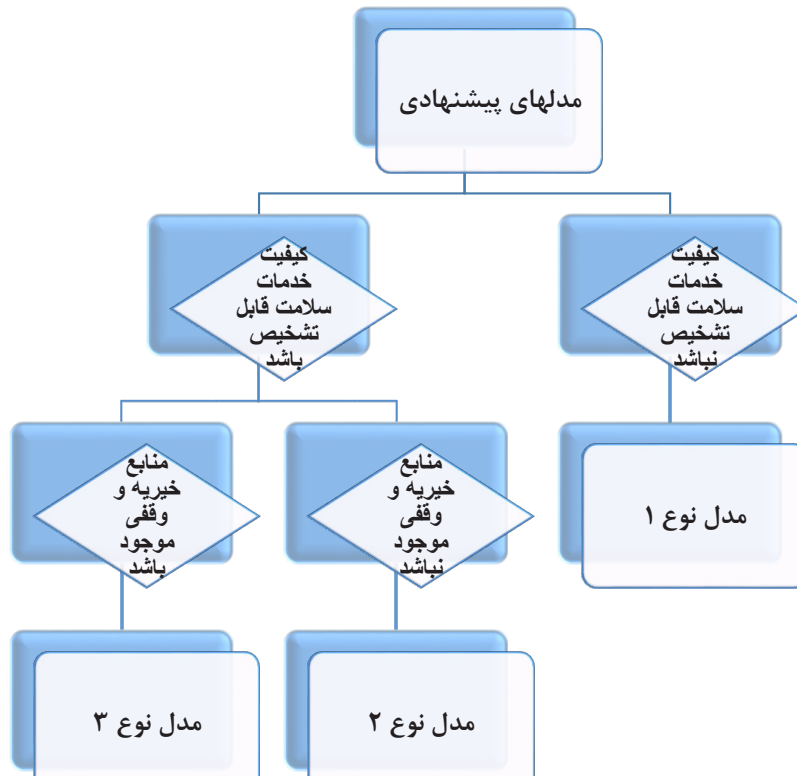 مدلهای پیشنهادی
کیفیت
خدمات
سلامت قابل
تشخیص
نباشد
کیفیت
خدمات
سلامت قابل
تشخیص
باشد
مدل نوع ۱
منابع
خیریه و
وقفی
موجود
نباشد
منابع
خیریه و
وقفی
موجود
باشد
مدل نوع ۲
مدل نوع ۳